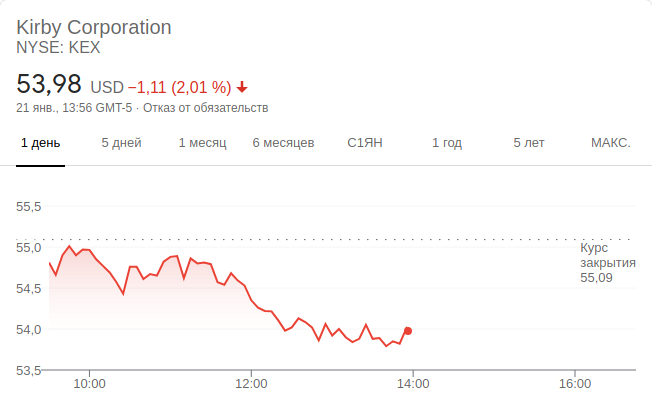 Kirby Corporation
NYSE: KEX
53,98 USD −1,11 (2,01 %)
21 янв., 13:56 GMT-5 · Отказ от обязательств
1 день 5 дней 1 месяц 6 месяцев С1ЯН 1 год 5 лет МАКС.
55,5
55,0
54,5
54,0
53,5
Курс
закрытия
55,09
10:00 12:00 14:00 16:00